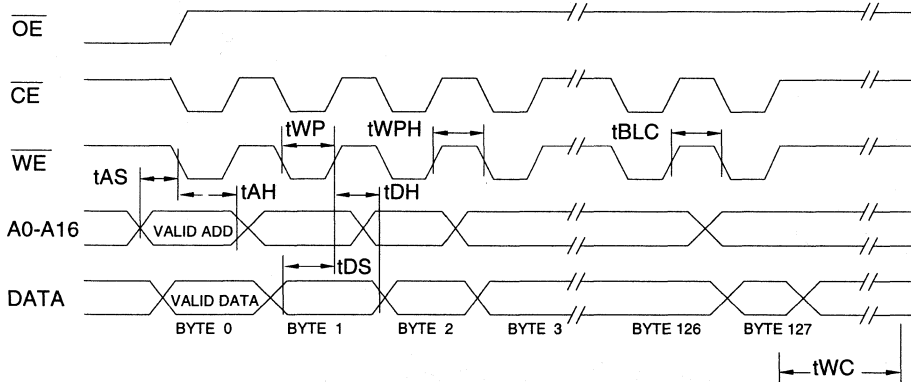 OE
CE
tWP tWPH tBLC
WE
tAS tAH tDH
A0-A16 VALID ADD
tDS
DATA VALID DATA
BYTE 0 BYTE 1 BYTE 2 BYTE 3 BYTE 126 BYTE 127
tWC